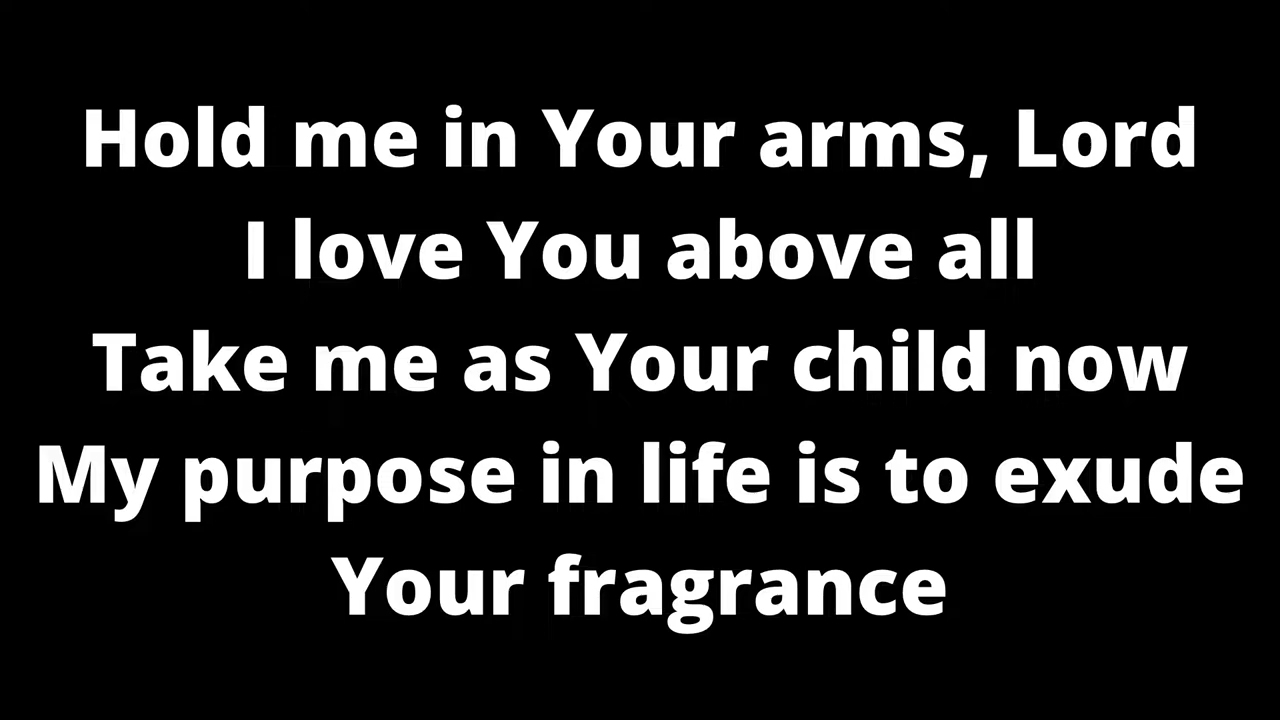 Hold me in Your arms, Lord
I love You above all
Take me as Your child now
My purpose in life is to exude
Your fragrance